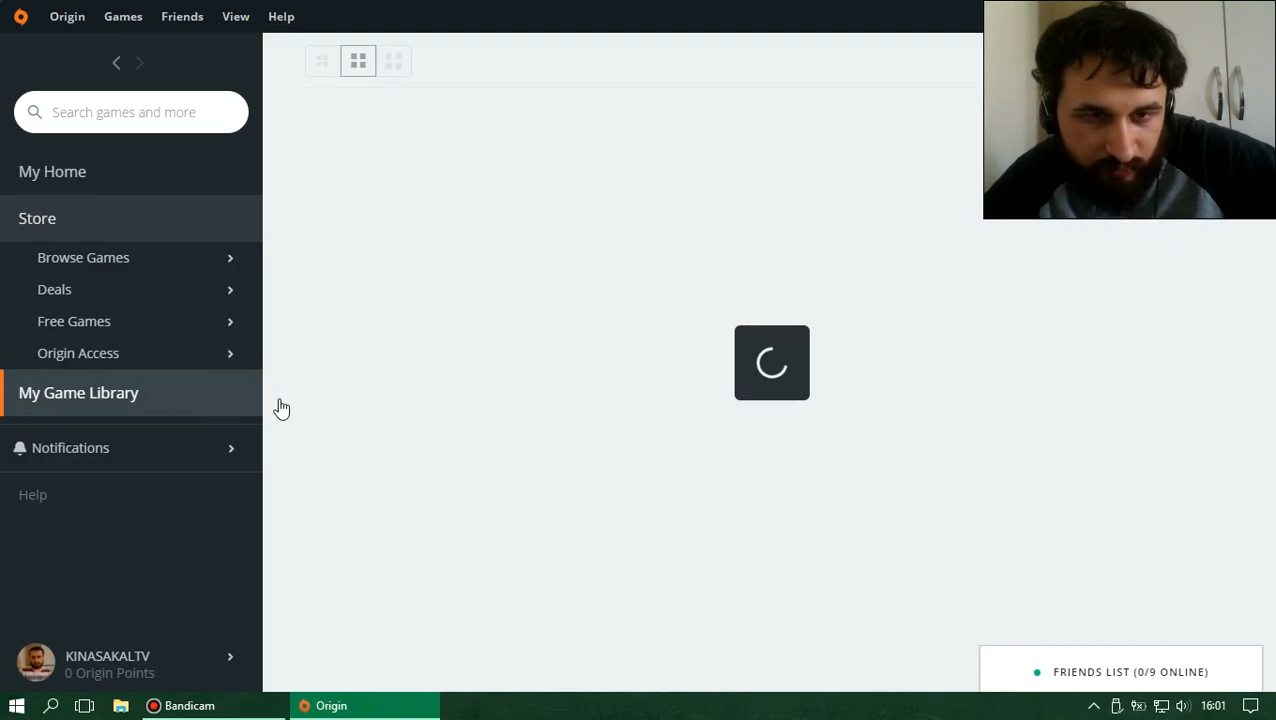 Origin Games Friends View Help
Search games and more
My Home
Store
Browse Games
Deals
Free Games
Origin Access
My Game Library
Notifications
Help
KINASAKALTV
0 Origin Points
FRIENDS LIST (0/9 ONLINE)
Bandicam Origin 16:01